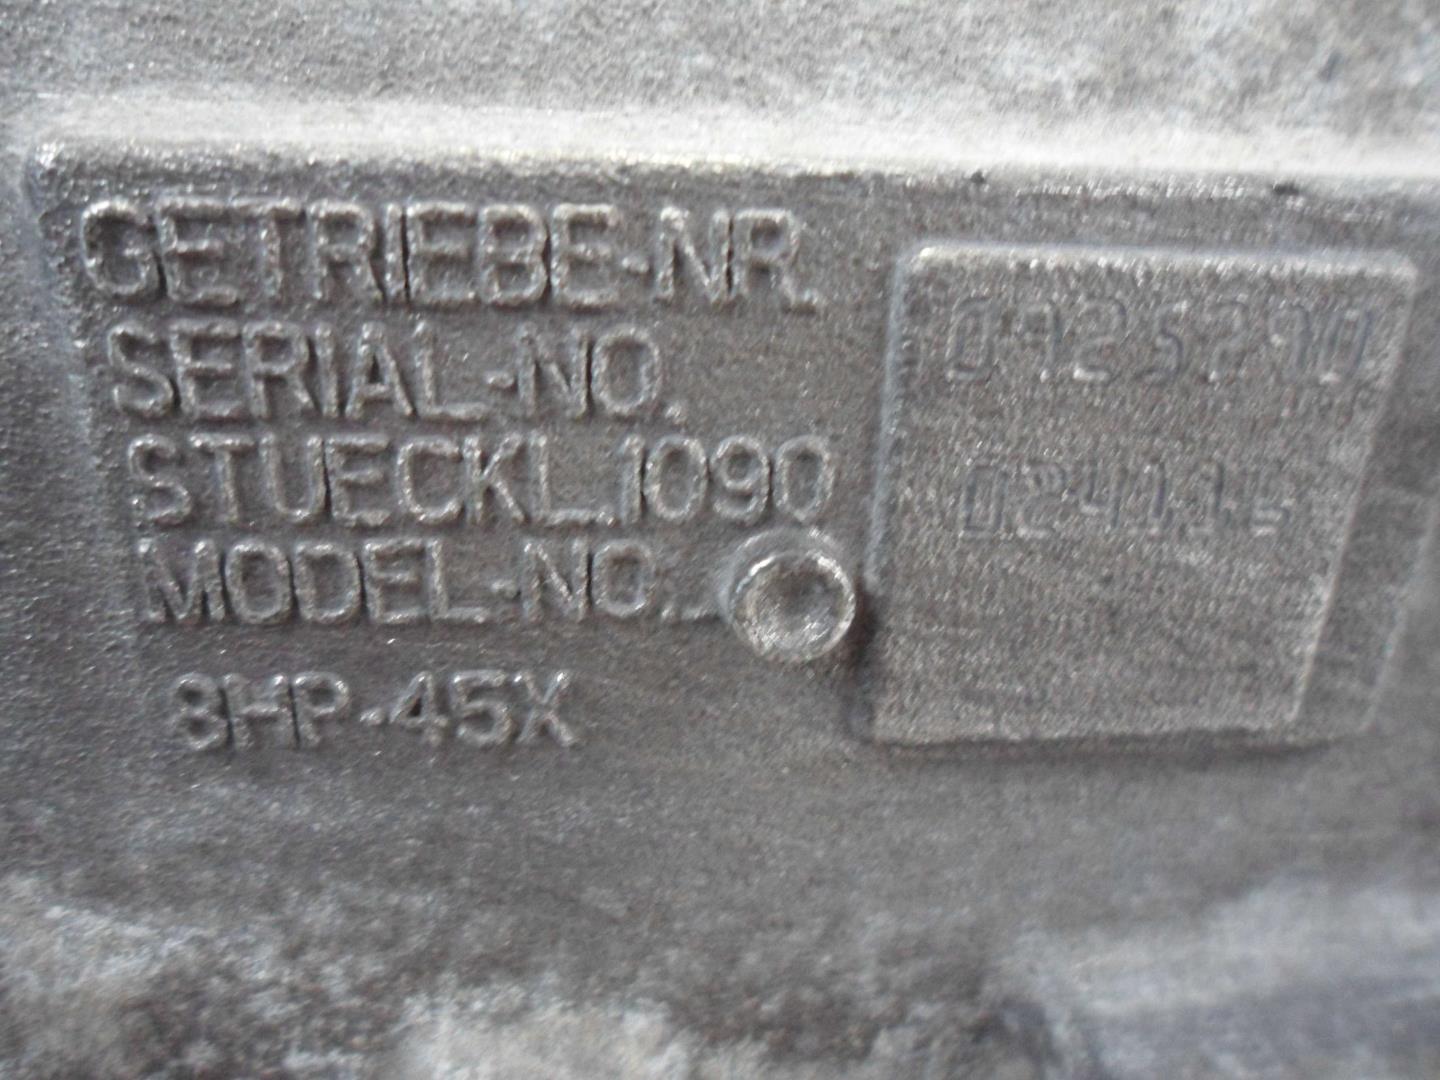 GETRIEBE-NR.
SERIAL-NO.
STUECKL.1090
MODEL-NO.
8HP-45X